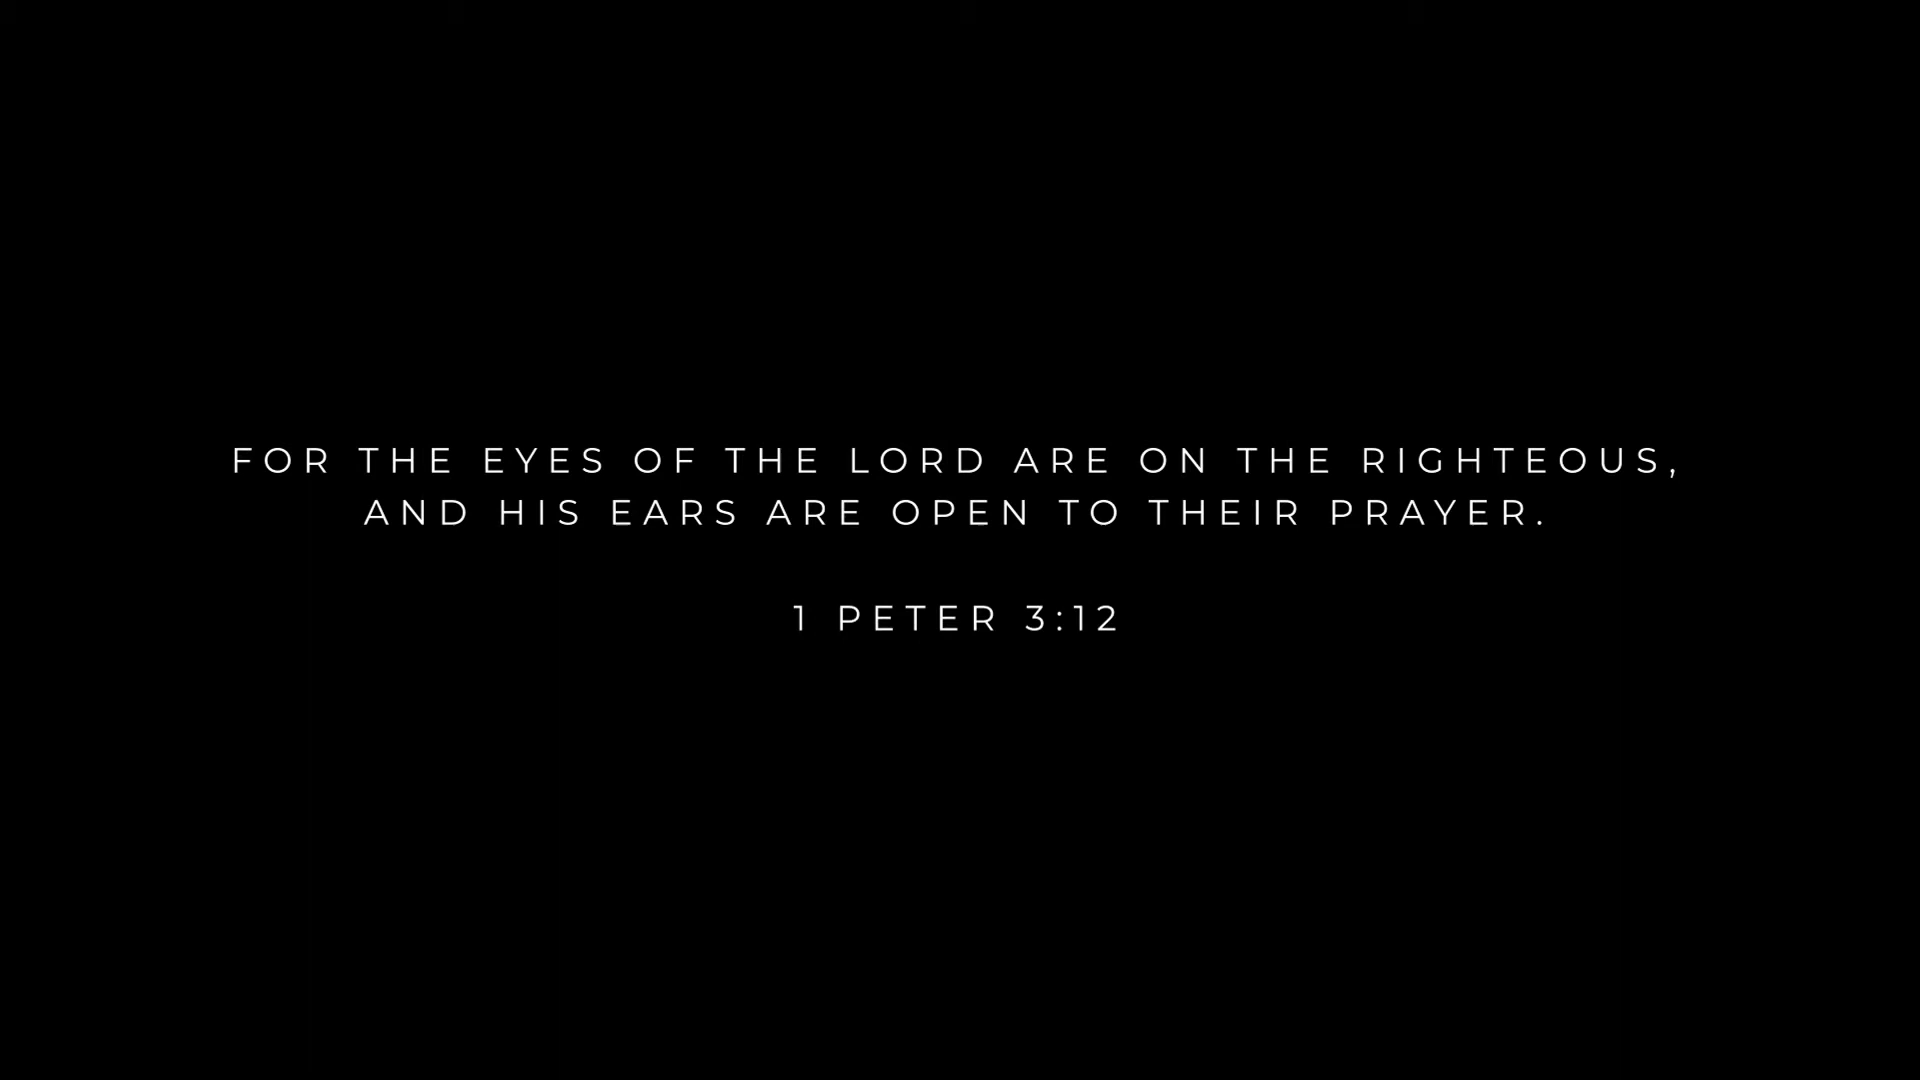 FOR THE EYES OF THE LORD ARE ON THE RIGHTEOUS,
AND HIS EARS ARE OPEN TO THEIR PRAYER.
1 PETER 3:12